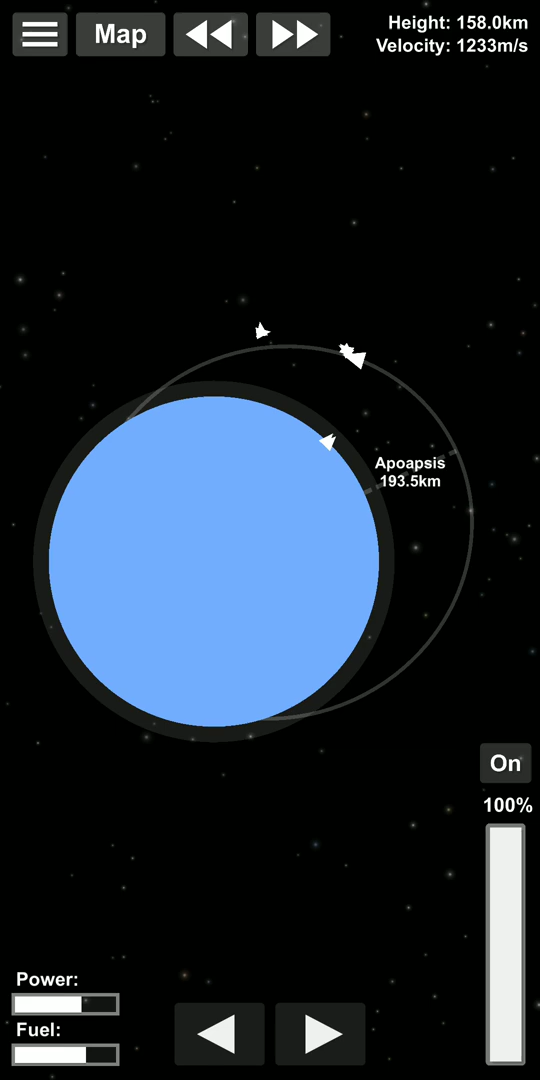 Map
Height: 158.0km
Velocity: 1233m/s
Apoapsis
193.5km
On
100%
Power:
Fuel: